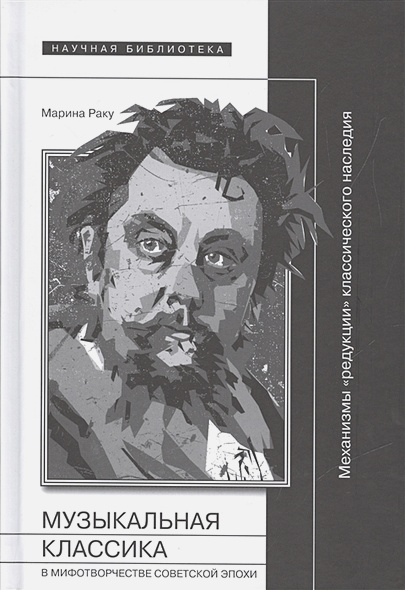 НАУЧНАЯ БИБЛИОТЕКА
Марина Раку
Механизмы «редукции» классического наследия
МУЗЫКАЛЬНАЯ
КЛАССИКА
В МИФОТВОРЧЕСТВЕ СОВЕТСКОЙ ЭПОХИ